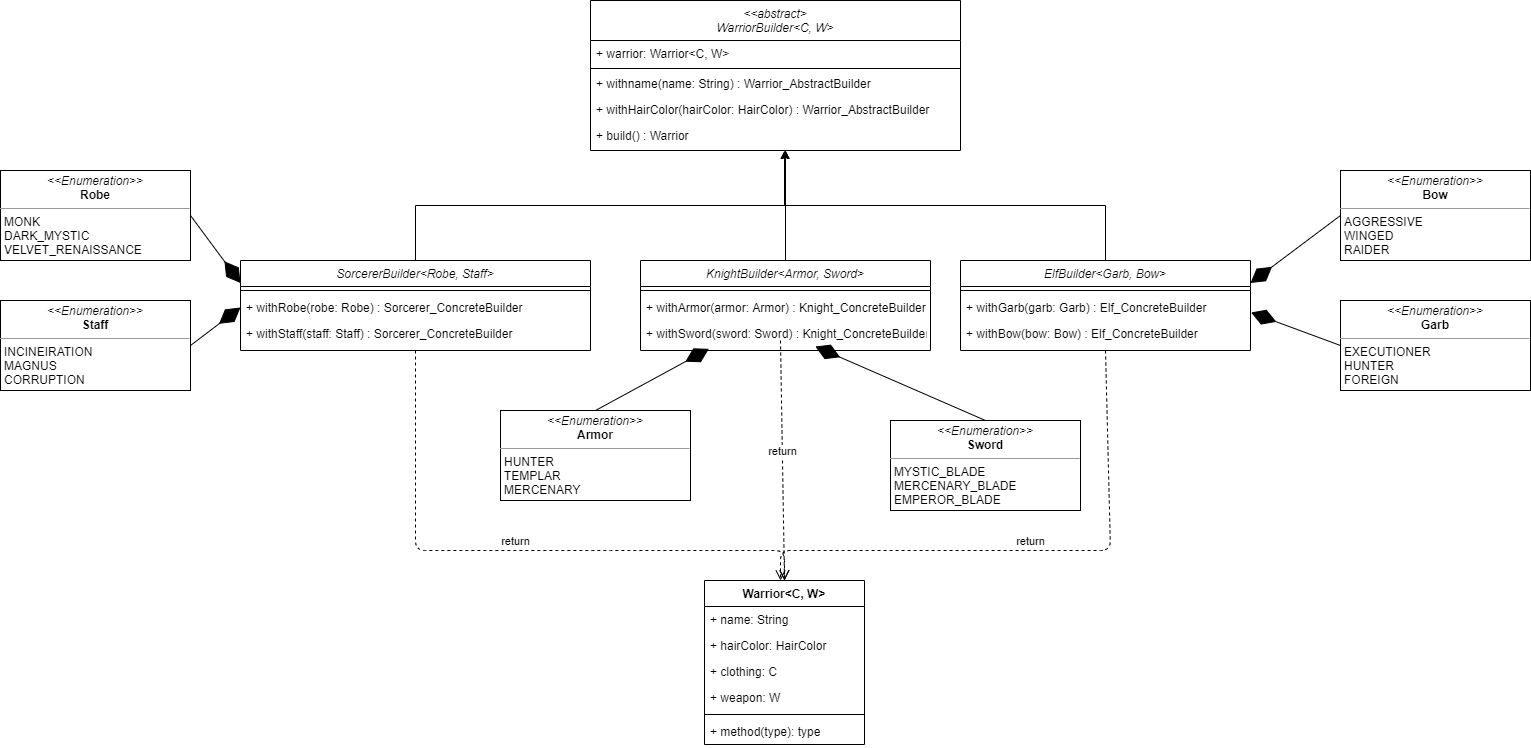 <<abstract>>
WarriorBuilder<C, W>
+ warrior: Warrior<C, W>
+ withname(name: String) : Warrior_AbstractBuilder
+ withHairColor(hairColor: HairColor) : Warrior_AbstractBuilder
+ build() : Warrior
<<Enumeration>>
Robe
MONK
DARK_MYSTIC
VELVET_RENAISSANCE
<<Enumeration>>
Bow
AGGRESSIVE
WINGED
RAIDER
SorcererBuilder<Robe, Staff>
+ withRobe(robe: Robe) : Sorcerer_ConcreteBuilder
+ withStaff(staff: Staff) : Sorcerer_ConcreteBuilder
KnightBuilder<Armor, Sword>
+ withArmor(armor: Armor) : Knight_ConcreteBuilder
+ withSword(sword: Sword) : Knight_ConcreteBuilder
ElfBuilder<Garb, Bow>
+ withGarb(garb: Garb) : Elf_ConcreteBuilder
+ withBow(bow: Bow) : Elf_ConcreteBuilder
<<Enumeration>>
Staff
INCINEIRATION
MAGNUS
CORRUPTION
<<Enumeration>>
Garb
EXECUTIONER
HUNTER
FOREIGN
<<Enumeration>>
Armor
HUNTER
TEMPLAR
MERCENARY
return
<<Enumeration>>
Sword
MYSTIC_BLADE
MERCENARY_BLADE
EMPEROR_BLADE
return
return
Warrior<C, W>
+ name: String
+ hairColor: HairColor
+ clothing: C
+ weapon: W
+ method(type): type